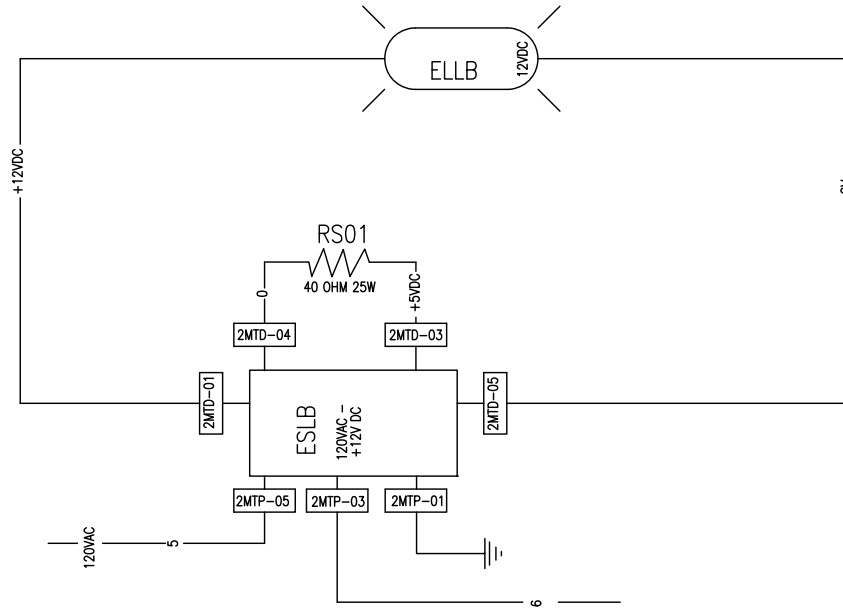 ELLB
12VDC
+12VDC
RS01
40 OHM 25W
0
+5VDC
2MTD-04
2MTD-03
2MTD-01
2MTD-05
ESLB
120VAC -
+12V DC
2MTP-05
2MTP-03
2MTP-01
120VAC
5
6